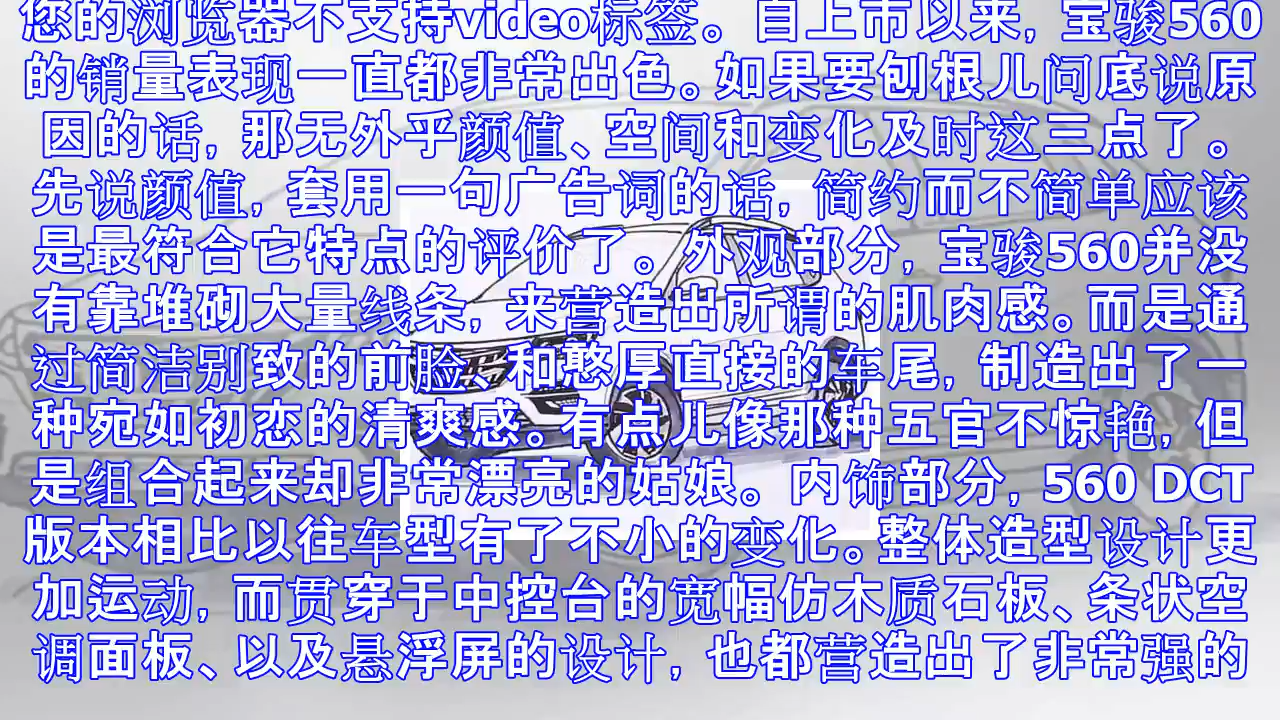 您的浏览器不支持video标签。自上市以来, 宝骏560
的销量表现一直都非常出色。如果要刨根儿问底说原
因的话, 那无外乎颜值、空间和变化及时这三点了。
先说颜值, 套用一句广告词的话, 简约而不简单应该
是最符合它特点的评价了。外观部分, 宝骏560并没
有靠堆砌大量线条, 来营造出所谓的肌肉感。而是通
过简洁别致的前脸、和憨厚直接的车尾, 制造出了一
种宛如初恋的清爽感。有点儿像那种五官不惊艳, 但
是组合起来却非常漂亮的姑娘。内饰部分, 560 DCT
版本相比以往车型有了不小的变化。整体造型设计更
加运动, 而贯穿于中控台的宽幅仿木质石板、条状空
调面板、以及悬浮屏的设计, 也都营造出了非常强的